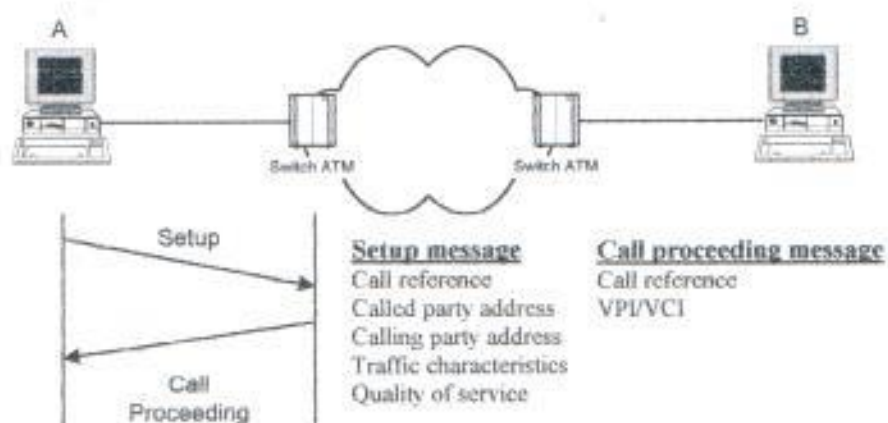 A
B
Switch ATM
Switch ATM
Setup
Call
Proceeding
Setup message
Call reference
Called party address
Calling party address
Traffic characteristics
Quality of service
Call proceeding message
Call reference
VPI/VCI